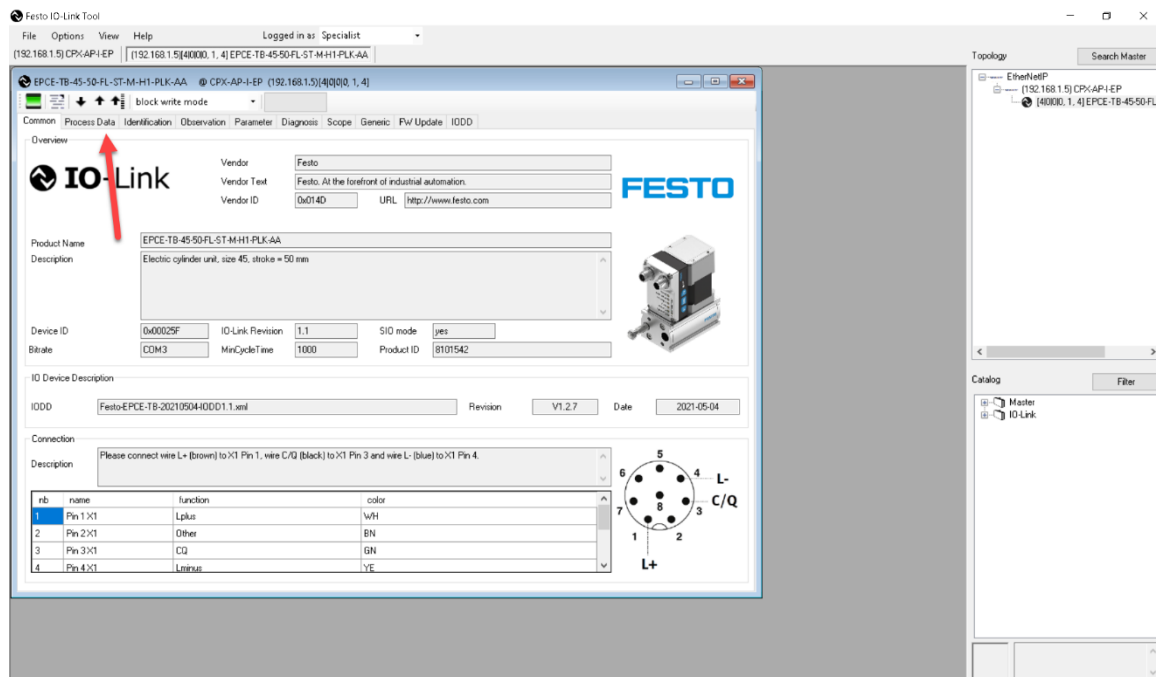 Festo IO-Link Tool
File Options View Help Logged in as Specialist
(192.168.1.5) CPX-AP-I-EP (192.168.1.5)[4|0|0|0, 1, 4] EPCE-TB-45-50-FL-ST-M-H1-PLK-AA
Topology Search Master
EtherNetIP
(192.168.1.5) CPX-AP-I-EP
[4|0|0|0, 1, 4] EPCE-TB-45-50-FL
EPCE-TB-45-50-FL-ST-M-H1-PLK-AA @ CPX-AP-I-EP (192.168.1.5)[4|0|0|0, 1, 4]
block write mode
Common Process Data Identification Observation Parameter Diagnosis Scope Generic FW Update IODD
Overview
IO-Link
Vendor Festo
Vendor Text Festo. At the forefront of industrial automation.
Vendor ID 0x014D URL http://www.festo.com
FESTO
Product Name EPCE-TB-45-50-FL-ST-M-H1-PLK-AA
Description Electric cylinder unit, size 45, stroke = 50 mm
Device ID 0x00025F IO-Link Revision 1.1 SIO mode yes
Bitrate COM3 MinCycleTime 1000 Product ID 8101542
IO Device Description
IODD Festo-EPCE-TB-20210504-IODD1.1.xml Revision V1.2.7 Date 2021-05-04
Connection
Description Please connect wire L+ (brown) to X1 Pin 1, wire C/Q (black) to X1 Pin 3 and wire L- (blue) to X1 Pin 4.
nb name function color
1 Pin 1 X1 Lplus WH
2 Pin 2 X1 Other BN
3 Pin 3 X1 CQ GN
4 Pin 4 X1 Lminus YE
5
6 4 L-
7 8 3 C/Q
1 2
L+
Catalog Filter
Master
IO-Link